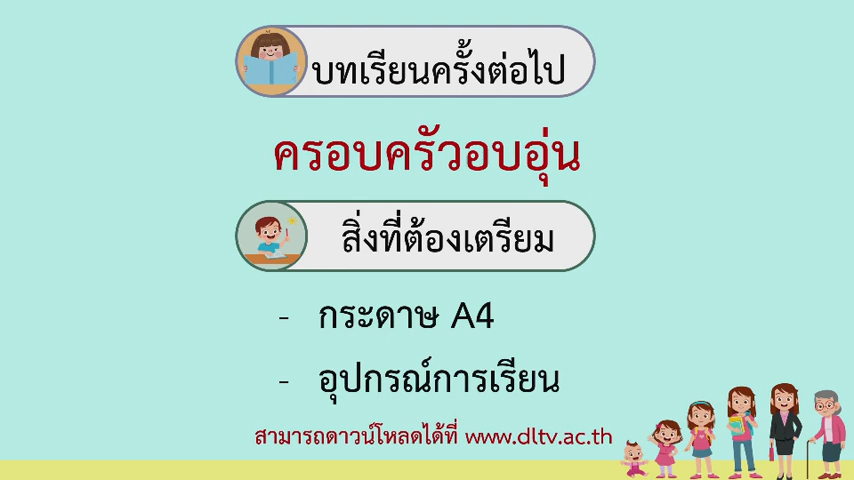 บทเรียนครั้งต่อไป
ครอบครัวอบอุ่น
สิ่งที่ต้องเตรียม
- กระดาษ A4
- อุปกรณ์การเรียน
สามารถดาวน์โหลดได้ที่ www.dltv.ac.th